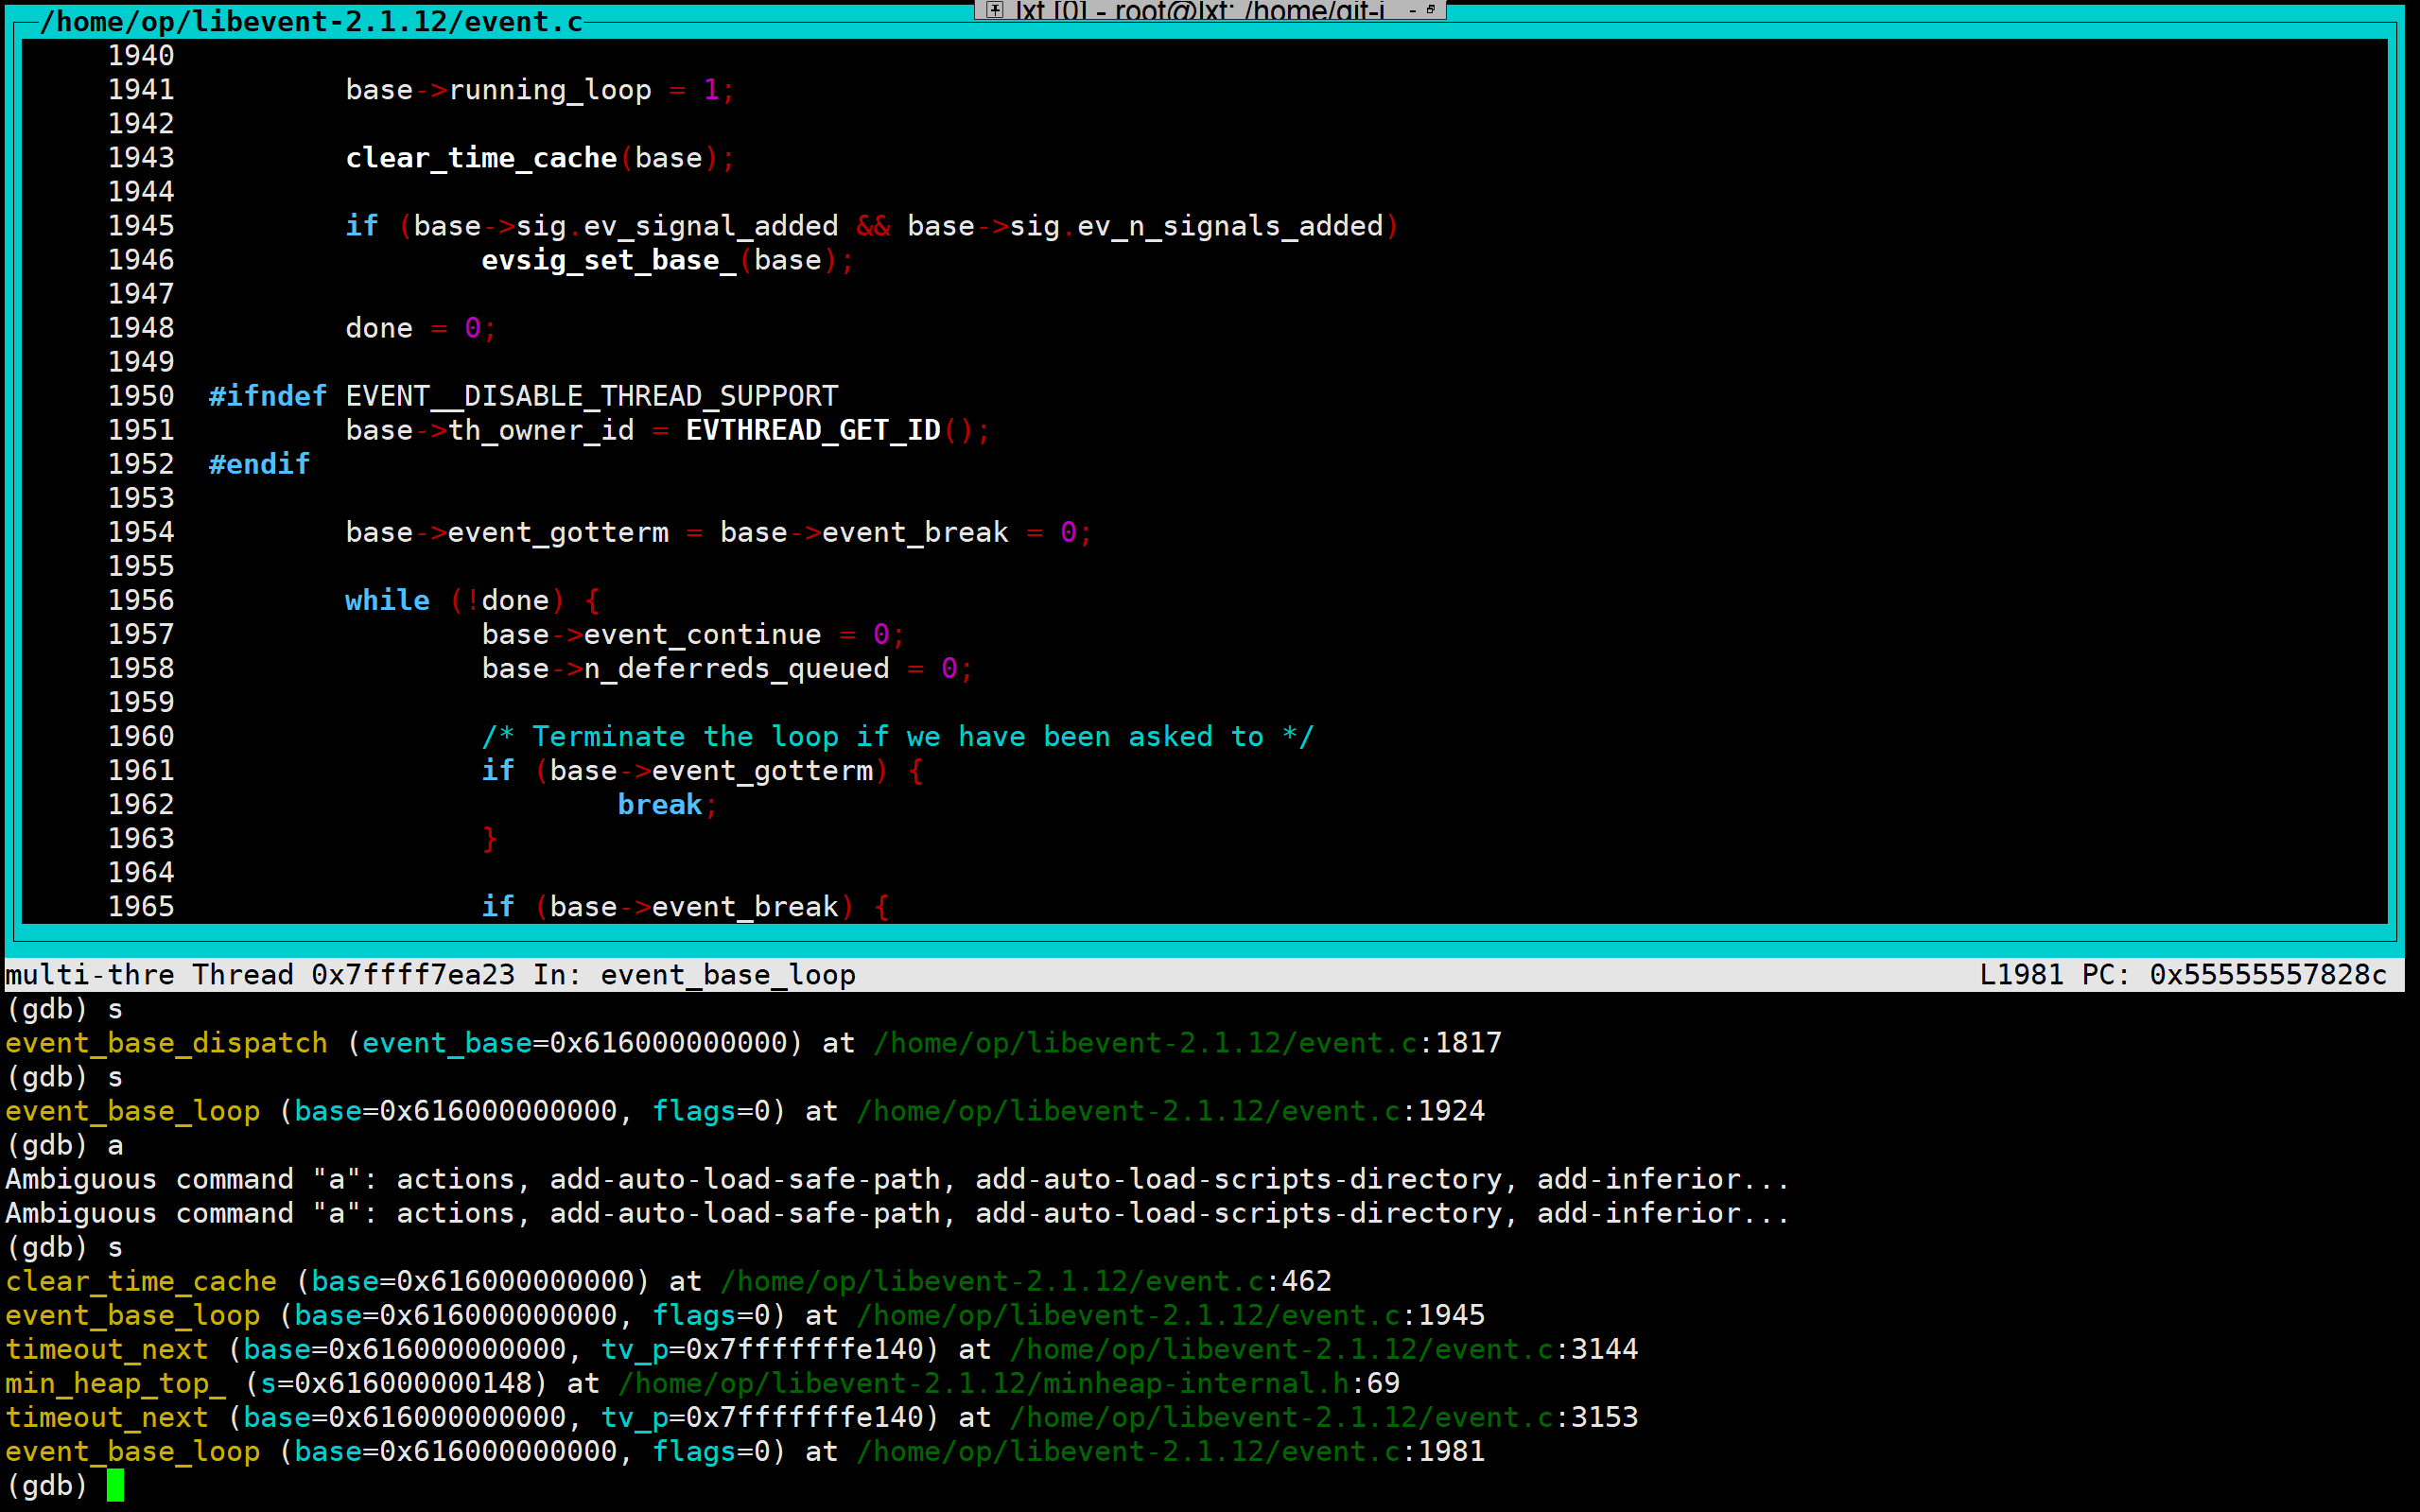 lxt [0] - root@lxt: /home/git-i
/home/op/libevent-2.1.12/event.c
1940
1941 base->running_loop = 1;
1942
1943 clear_time_cache(base);
1944
1945 if (base->sig.ev_signal_added && base->sig.ev_n_signals_added)
1946 evsig_set_base_(base);
1947
1948 done = 0;
1949
1950 #ifndef EVENT__DISABLE_THREAD_SUPPORT
1951 base->th_owner_id = EVTHREAD_GET_ID();
1952 #endif
1953
1954 base->event_gotterm = base->event_break = 0;
1955
1956 while (!done) {
1957 base->event_continue = 0;
1958 base->n_deferreds_queued = 0;
1959
1960 /* Terminate the loop if we have been asked to */
1961 if (base->event_gotterm) {
1962 break;
1963 }
1964
1965 if (base->event_break) {
multi-thre Thread 0x7ffff7ea23 In: event_base_loop L1981 PC: 0x55555557828c
(gdb) s
event_base_dispatch (event_base=0x616000000000) at /home/op/libevent-2.1.12/event.c:1817
(gdb) s
event_base_loop (base=0x616000000000, flags=0) at /home/op/libevent-2.1.12/event.c:1924
(gdb) a
Ambiguous command "a": actions, add-auto-load-safe-path, add-auto-load-scripts-directory, add-inferior...
Ambiguous command "a": actions, add-auto-load-safe-path, add-auto-load-scripts-directory, add-inferior...
(gdb) s
clear_time_cache (base=0x616000000000) at /home/op/libevent-2.1.12/event.c:462
event_base_loop (base=0x616000000000, flags=0) at /home/op/libevent-2.1.12/event.c:1945
timeout_next (base=0x616000000000, tv_p=0x7fffffffe140) at /home/op/libevent-2.1.12/event.c:3144
min_heap_top_ (s=0x616000000148) at /home/op/libevent-2.1.12/minheap-internal.h:69
timeout_next (base=0x616000000000, tv_p=0x7fffffffe140) at /home/op/libevent-2.1.12/event.c:3153
event_base_loop (base=0x616000000000, flags=0) at /home/op/libevent-2.1.12/event.c:1981
(gdb)